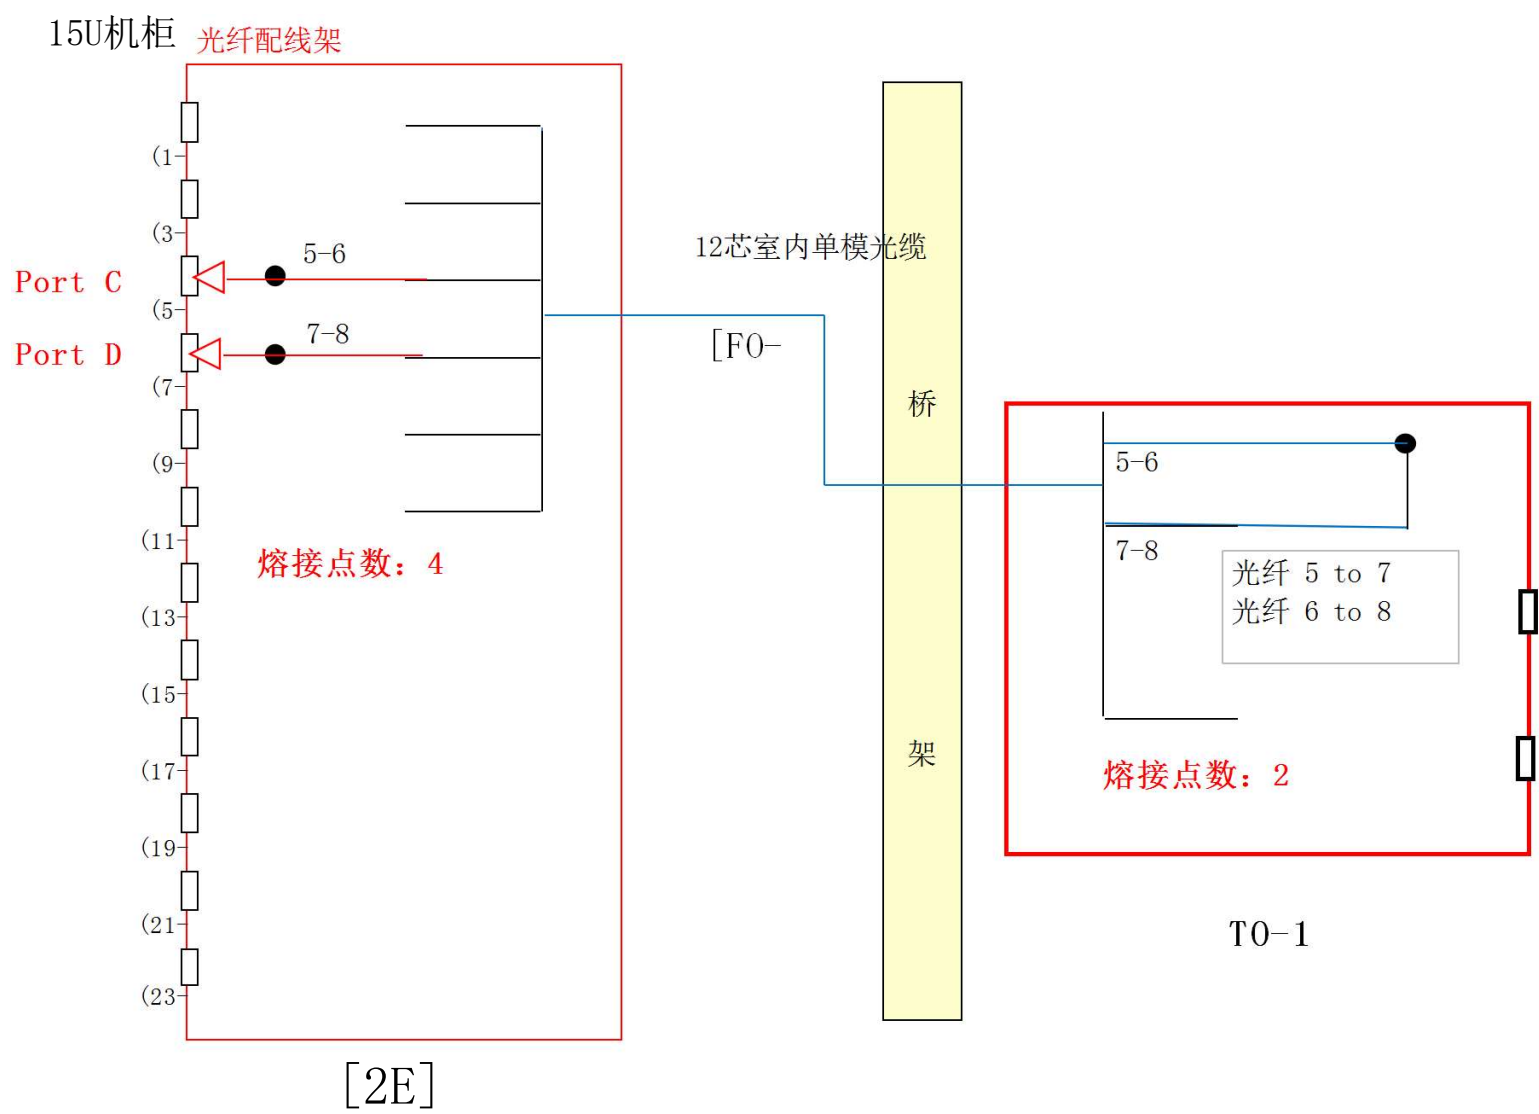 15U机柜
光纤配线架
(1-
(3-
5-6
Port C
(5-
7-8
Port D
(7-
(9-
(11-
熔接点数：4
(13-
(15-
(17-
(19-
(21-
(23-
[2E]
12芯室内单模光缆
[FO-
桥
架
5-6
7-8
光纤 5 to 7
光纤 6 to 8
熔接点数：2
TO-1